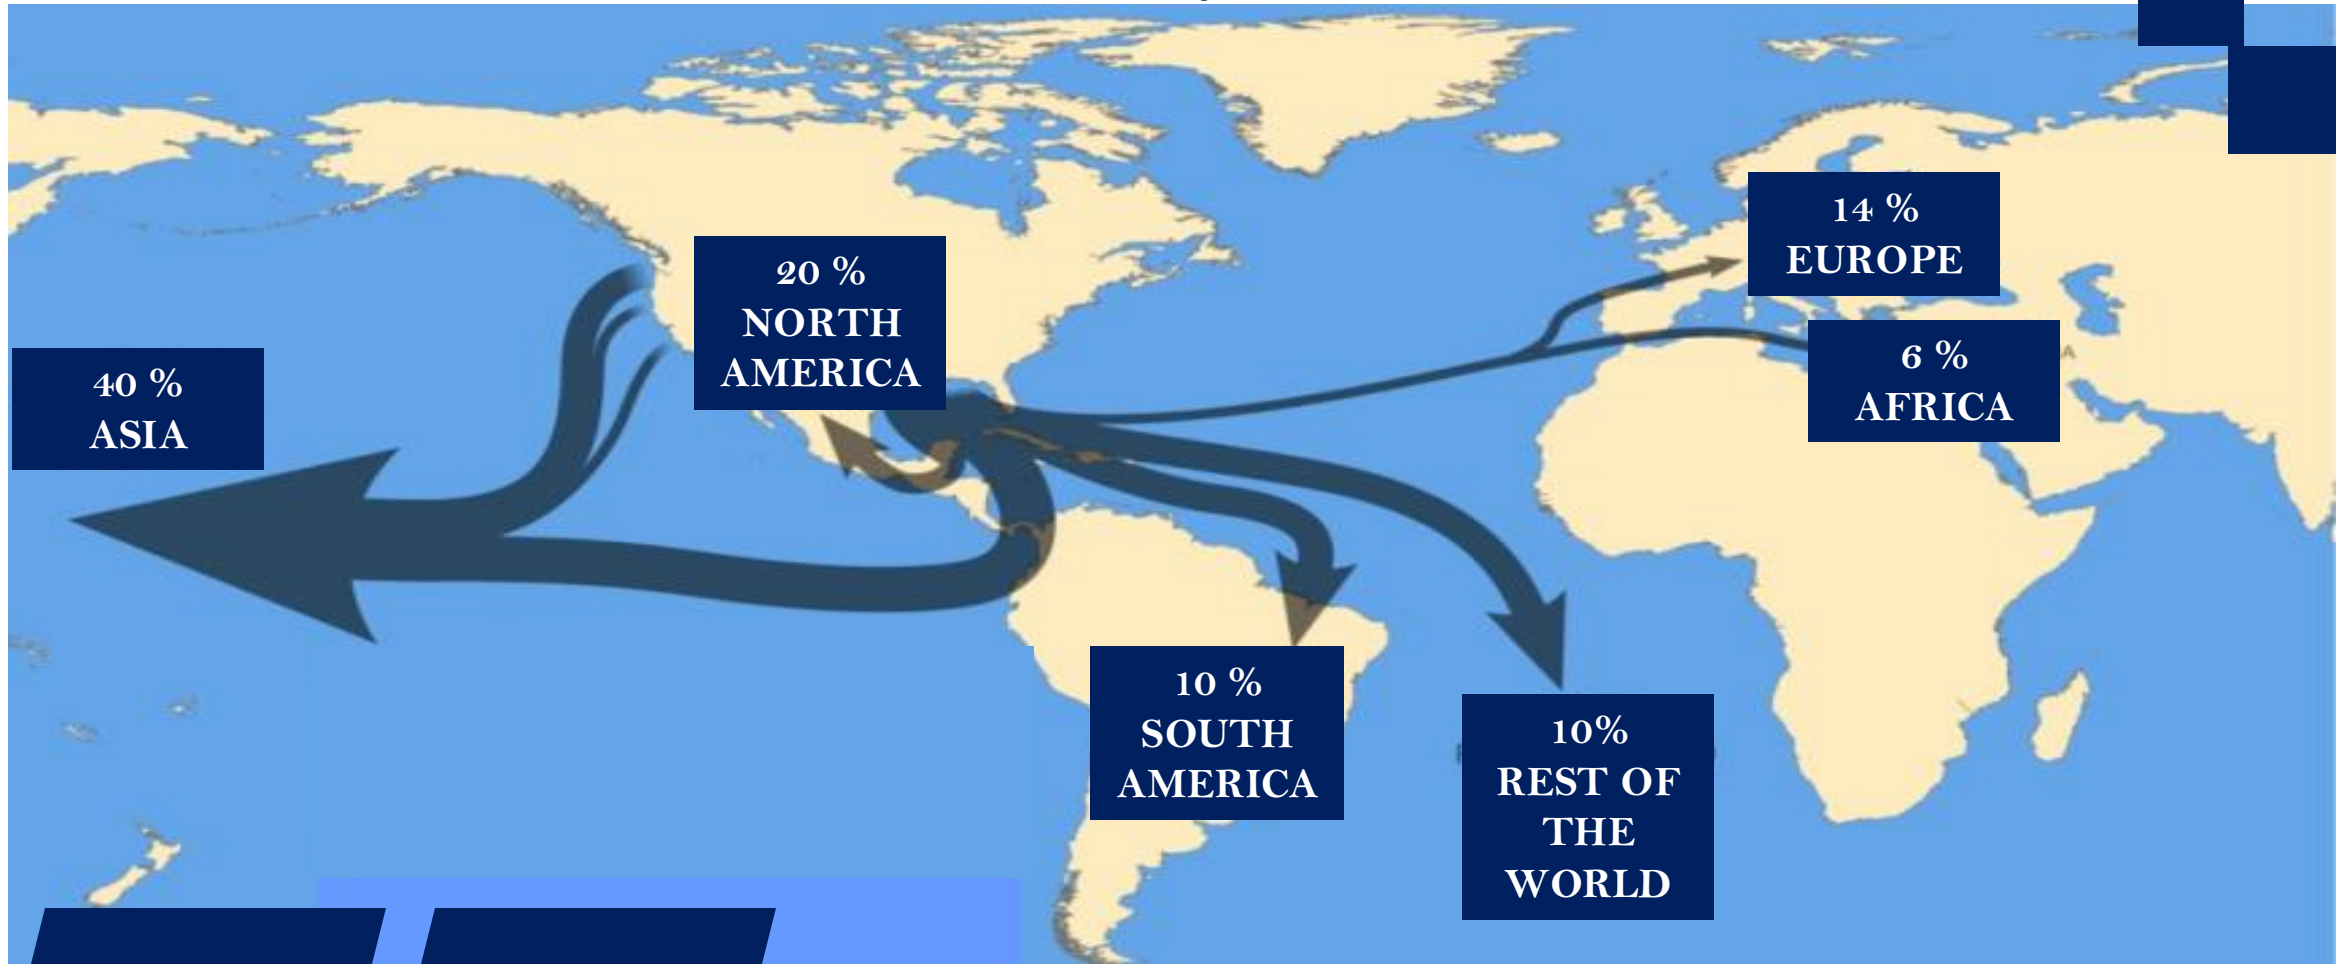 14 %
EUROPE
20 %
NORTH
AMERICA
6 %
AFRICA
40 %
ASIA
10 %
SOUTH
AMERICA
10%
REST OF
THE
WORLD